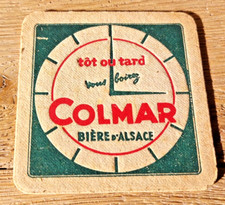 tôt ou tard
vous boirez
COLMAR
BIÈRE D'ALSACE